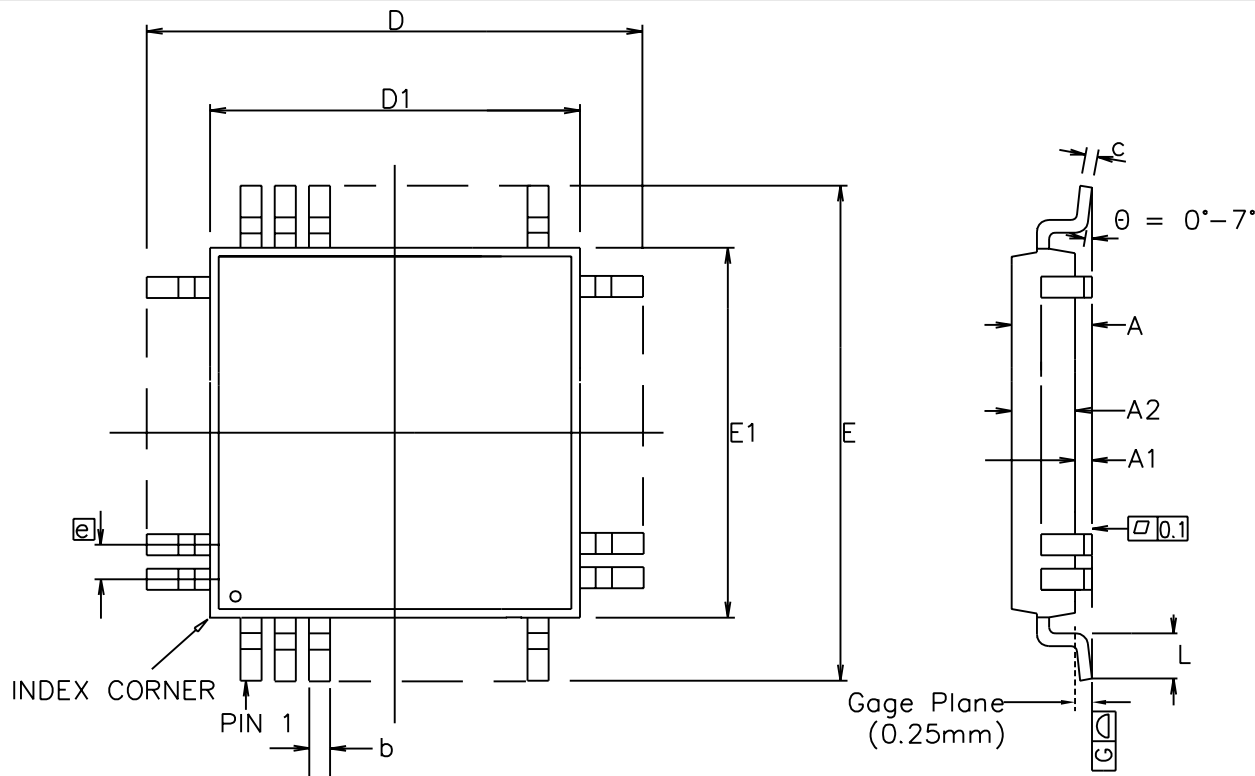 D
D1
c
θ = 0°-7°
A
E1
E
A2
A1
e
0.1
L
INDEX CORNER
PIN 1
b
Gage Plane
(0.25mm)
G